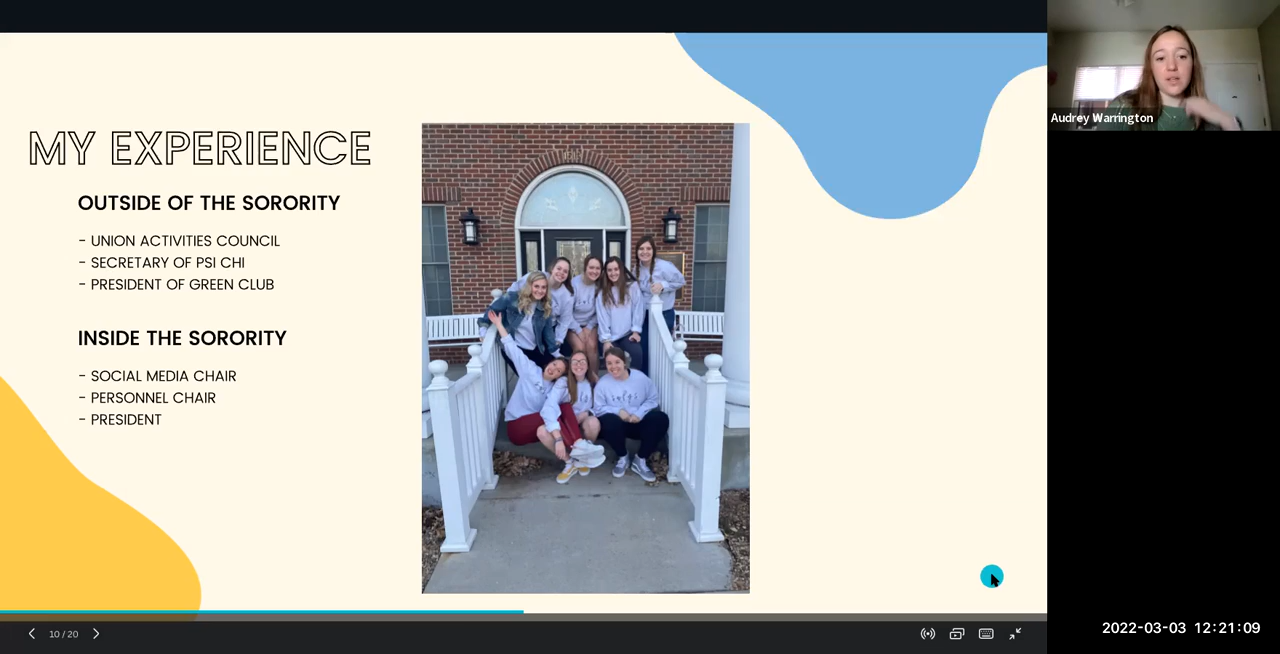 MY EXPERIENCE
OUTSIDE OF THE SORORITY
- UNION ACTIVITIES COUNCIL
- SECRETARY OF PSI CHI
- PRESIDENT OF GREEN CLUB
INSIDE THE SORORITY
- SOCIAL MEDIA CHAIR
- PERSONNEL CHAIR
- PRESIDENT
Audrey Warrington
10 / 20
2022-03-03 12:21:09